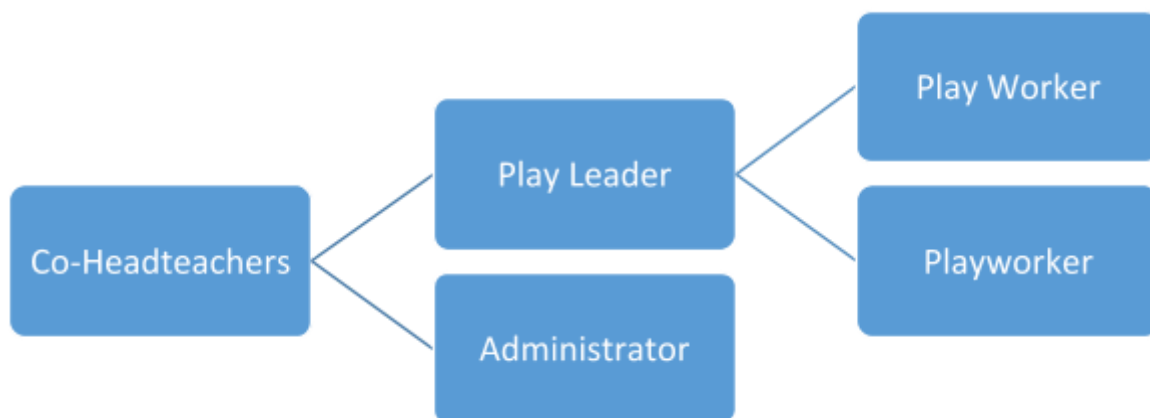 Co-Headteachers
Play Leader
Administrator
Play Worker
Playworker